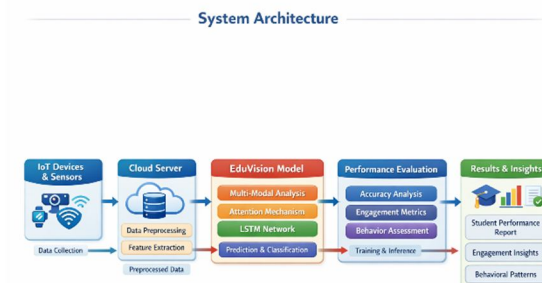 System Architecture
IoT Devices
& Sensors
Data Collection
Cloud Server
Data Preprocessing
Feature Extraction
Preprocessed Data
EduVision Model
Multi-Modal Analysis
Attention Mechanism
LSTM Network
Prediction & Classification
Performance Evaluation
Accuracy Analysis
Engagement Metrics
Behavior Assessment
Training & Inference
Results & Insights
Student Performance
Report
Engagement Insights
Behavioral Patterns